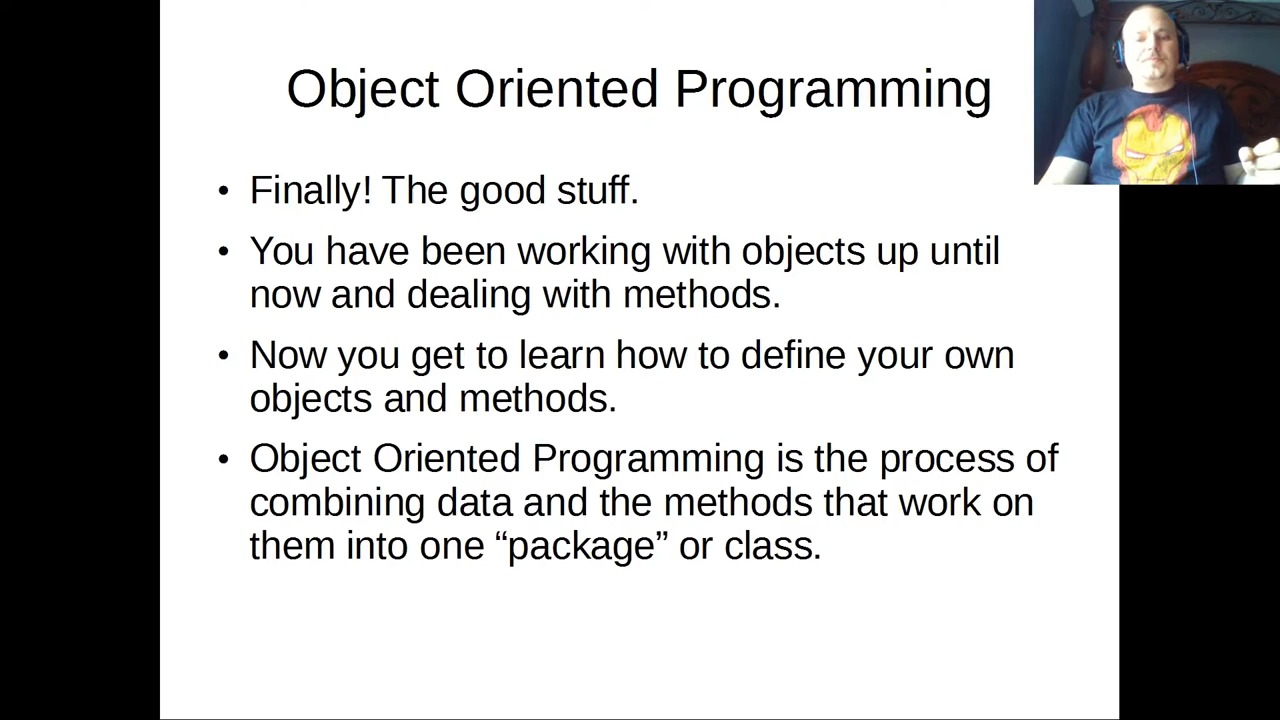 Object Oriented Programming
• Finally! The good stuff.
• You have been working with objects up until
now and dealing with methods.
• Now you get to learn how to define your own
objects and methods.
• Object Oriented Programming is the process of
combining data and the methods that work on
them into one “package” or class.